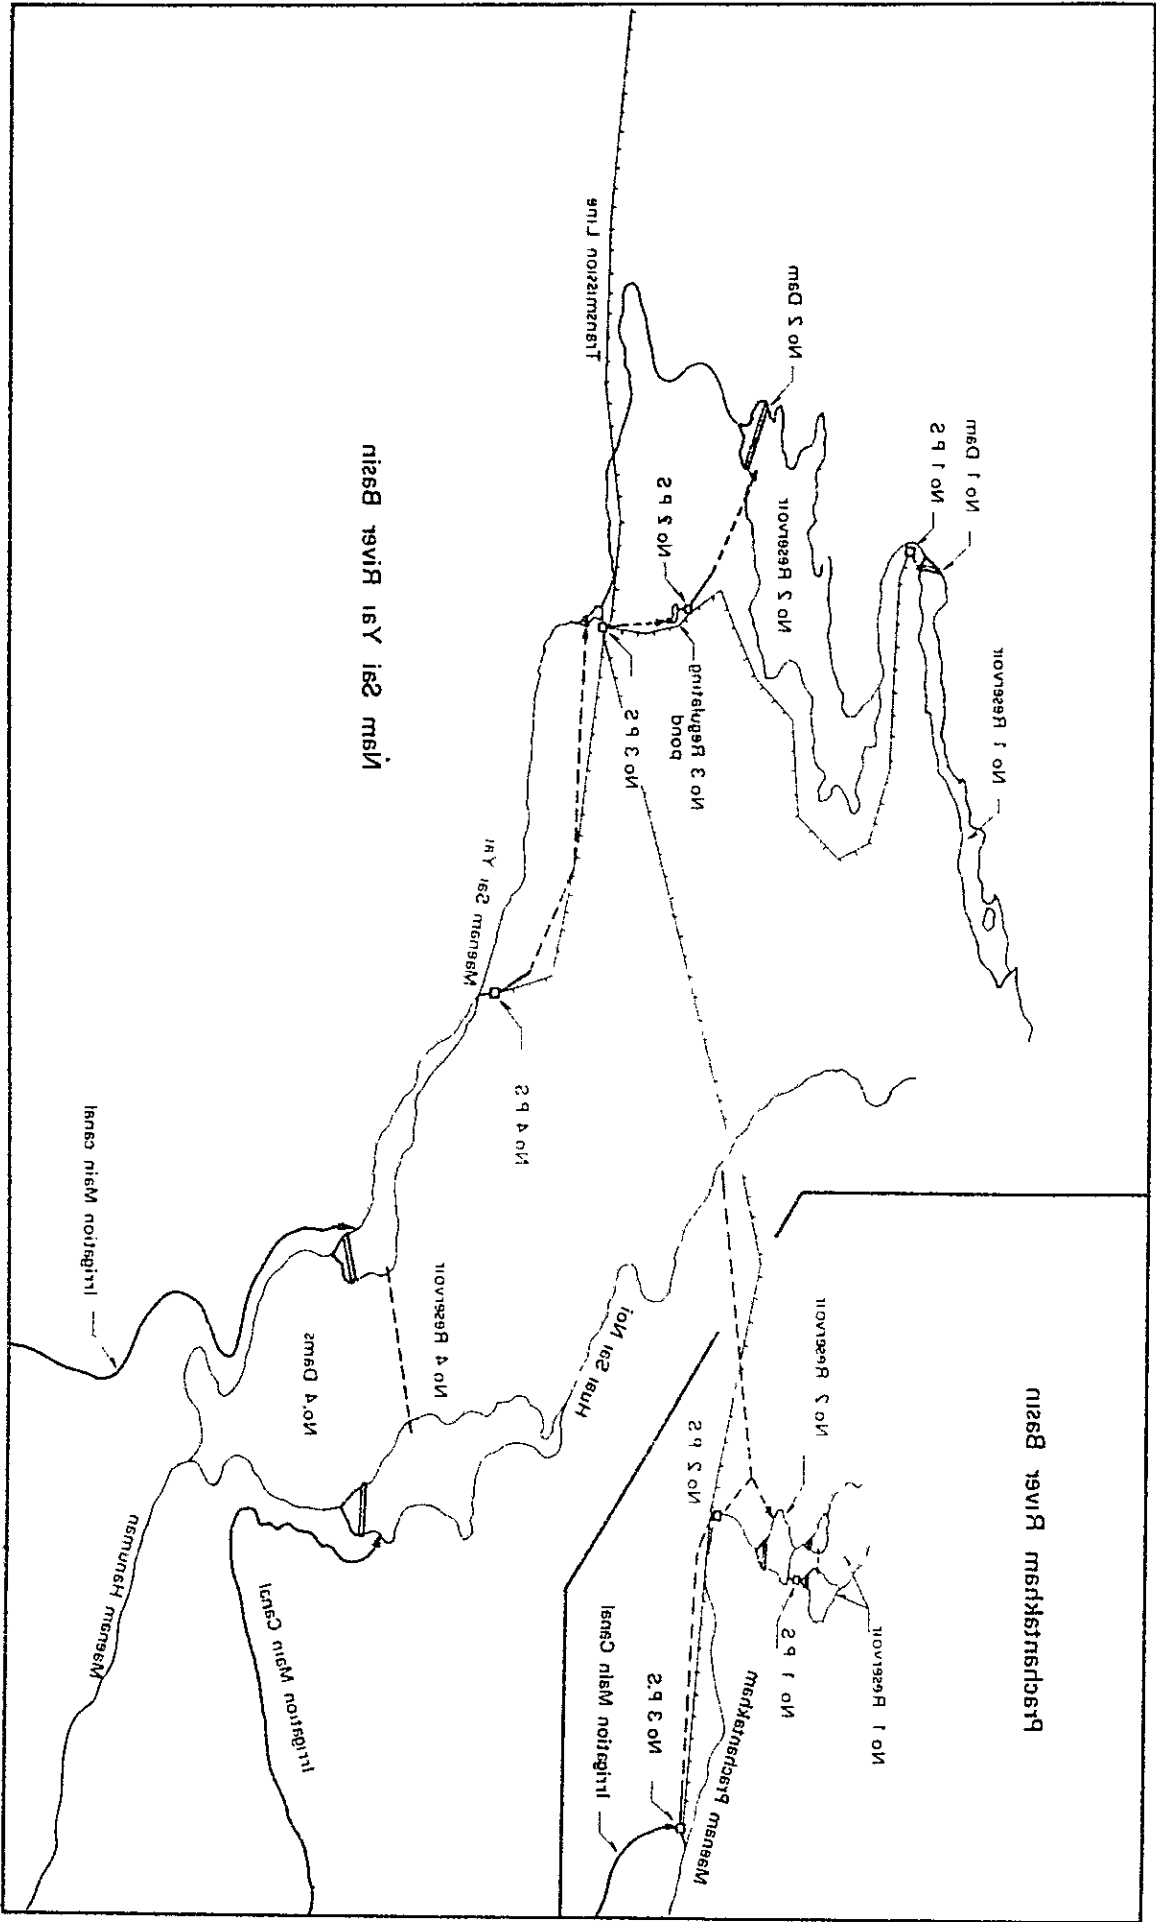 Transmission Line
No 2 Dam
No 1 P S
No 1 Dam
No 2 P S
No 2 Reservoir
No 1 Reservoir
No 3 Regulating
pond
No 3 P S
Nam Sai Yai River Basin
Maenam Sai Yai
No 4 P S
Irrigation Main canal
No 4 Reservoir
No.4 Dams
Huai Sai Noi
Maenam Hanuman
Irrigation Main Canal
Prachantakham River Basin
No 2 Reservoir
No 2 P S
No 1 P S
No 1 Reservoir
Irrigation Main Canal
No 3 P.S
Maenam Prachantakham